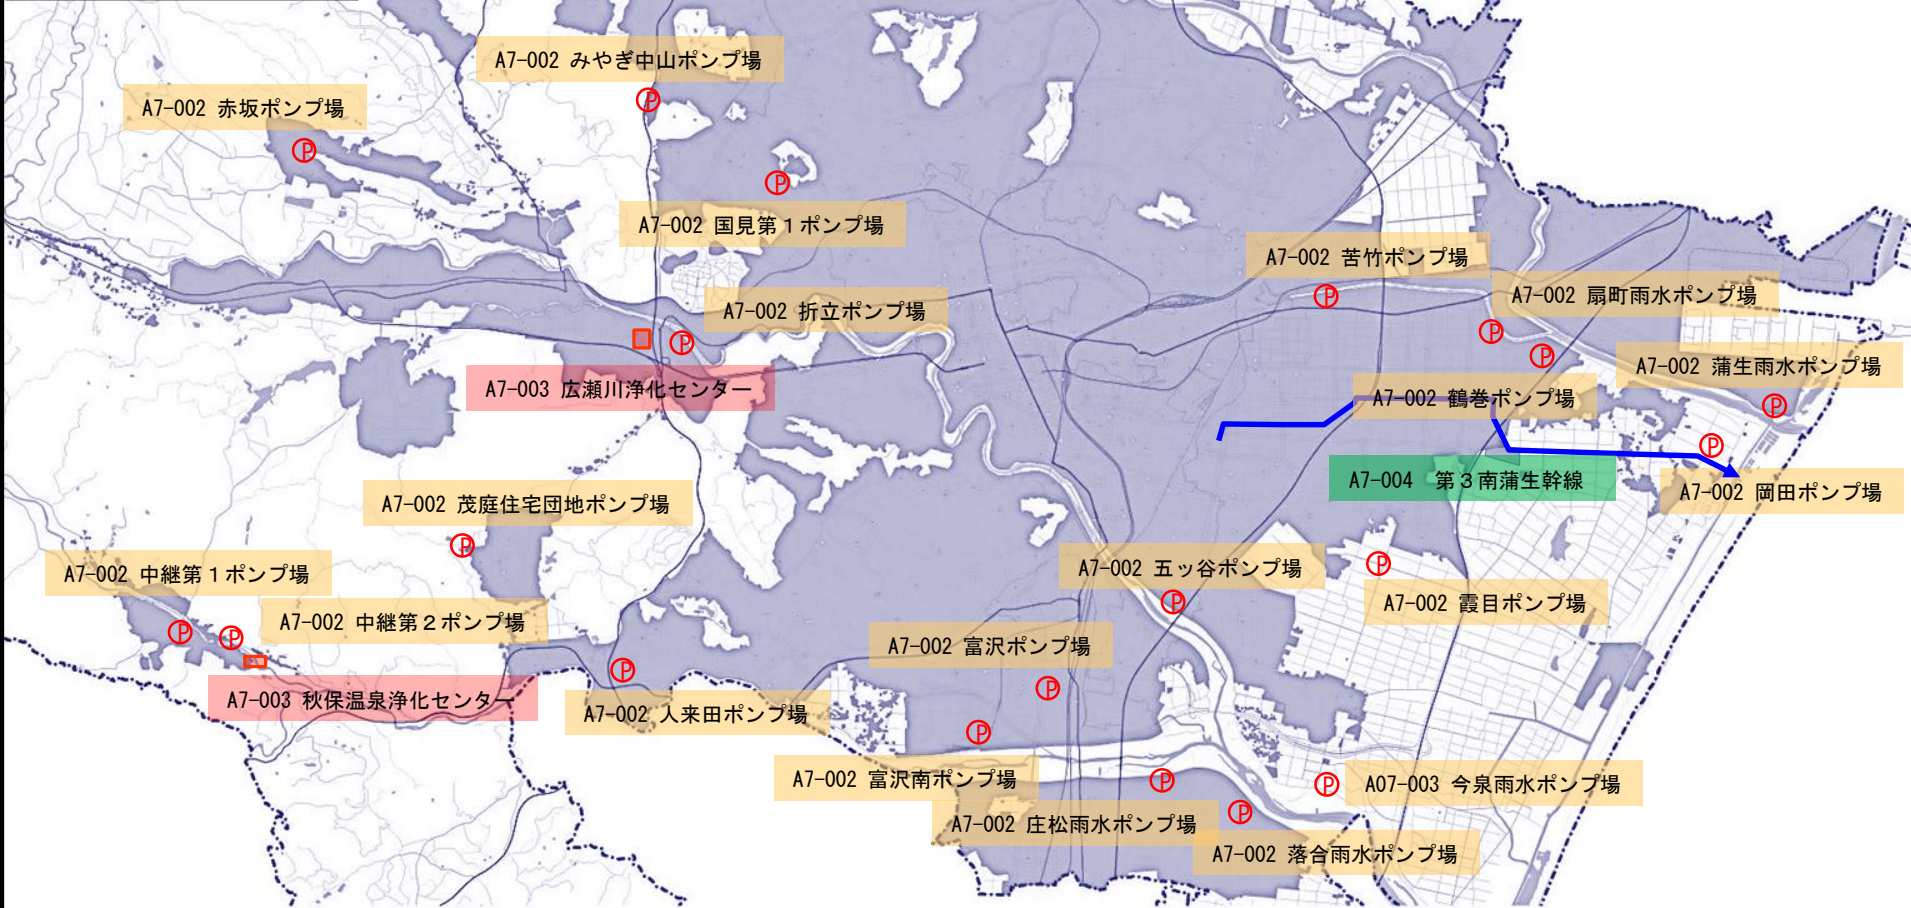 A7-002 みやぎ中山ポンプ場
A7-002 赤坂ポンプ場
P
P
P
A7-002 国見第１ポンプ場
A7-002 苦竹ポンプ場
P
A7-002 扇町雨水ポンプ場
A7-002 折立ポンプ場
P
P
P
A7-002 蒲生雨水ポンプ場
A7-003 広瀬川浄化センター
A7-002 鶴巻ポンプ場
P
P
A7-004 第３南蒲生幹線
A7-002 岡田ポンプ場
A7-002 茂庭住宅団地ポンプ場
P
A7-002 中継第１ポンプ場
A7-002 五ッ谷ポンプ場
P
P
A7-002 霞目ポンプ場
A7-002 中継第２ポンプ場
P
P
A7-002 富沢ポンプ場
P
P
A7-003 秋保温泉浄化センター
A7-002 人来田ポンプ場
P
A7-002 富沢南ポンプ場
P
P
A07-003 今泉雨水ポンプ場
A7-002 庄松雨水ポンプ場
P
A7-002 落合雨水ポンプ場